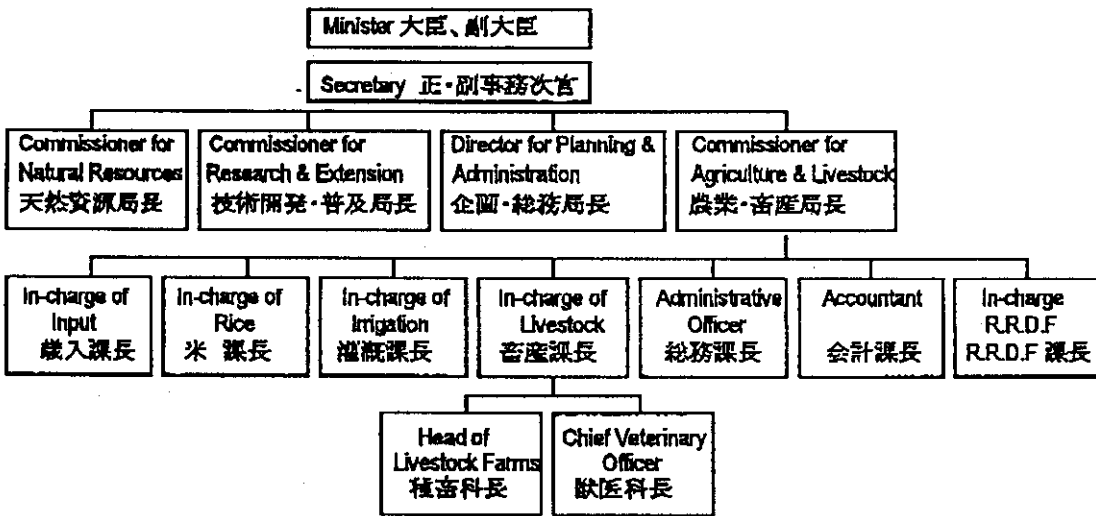 Minister 大臣、副大臣
Secretary 正・副事務次官
Commissioner for
Natural Resources
天然資源局長
Commissioner for
Research & Extension
技術開発・普及局長
Director for Planning &
Administration
企画・総務局長
Commissioner for
Agriculture & Livestock
農業・畜産局長
In-charge of
Input
歳入課長
In-charge of
Rice
米 課長
In-charge of
Irrigation
灌漑課長
In-charge of
Livestock
畜産課長
Administrative
Officer
総務課長
Accountant
会計課長
In-charge
R.R.D.F
R.R.D.F 課長
Head of
Livestock Farms
種畜科長
Chief Veterinary
Officer
獣医科長